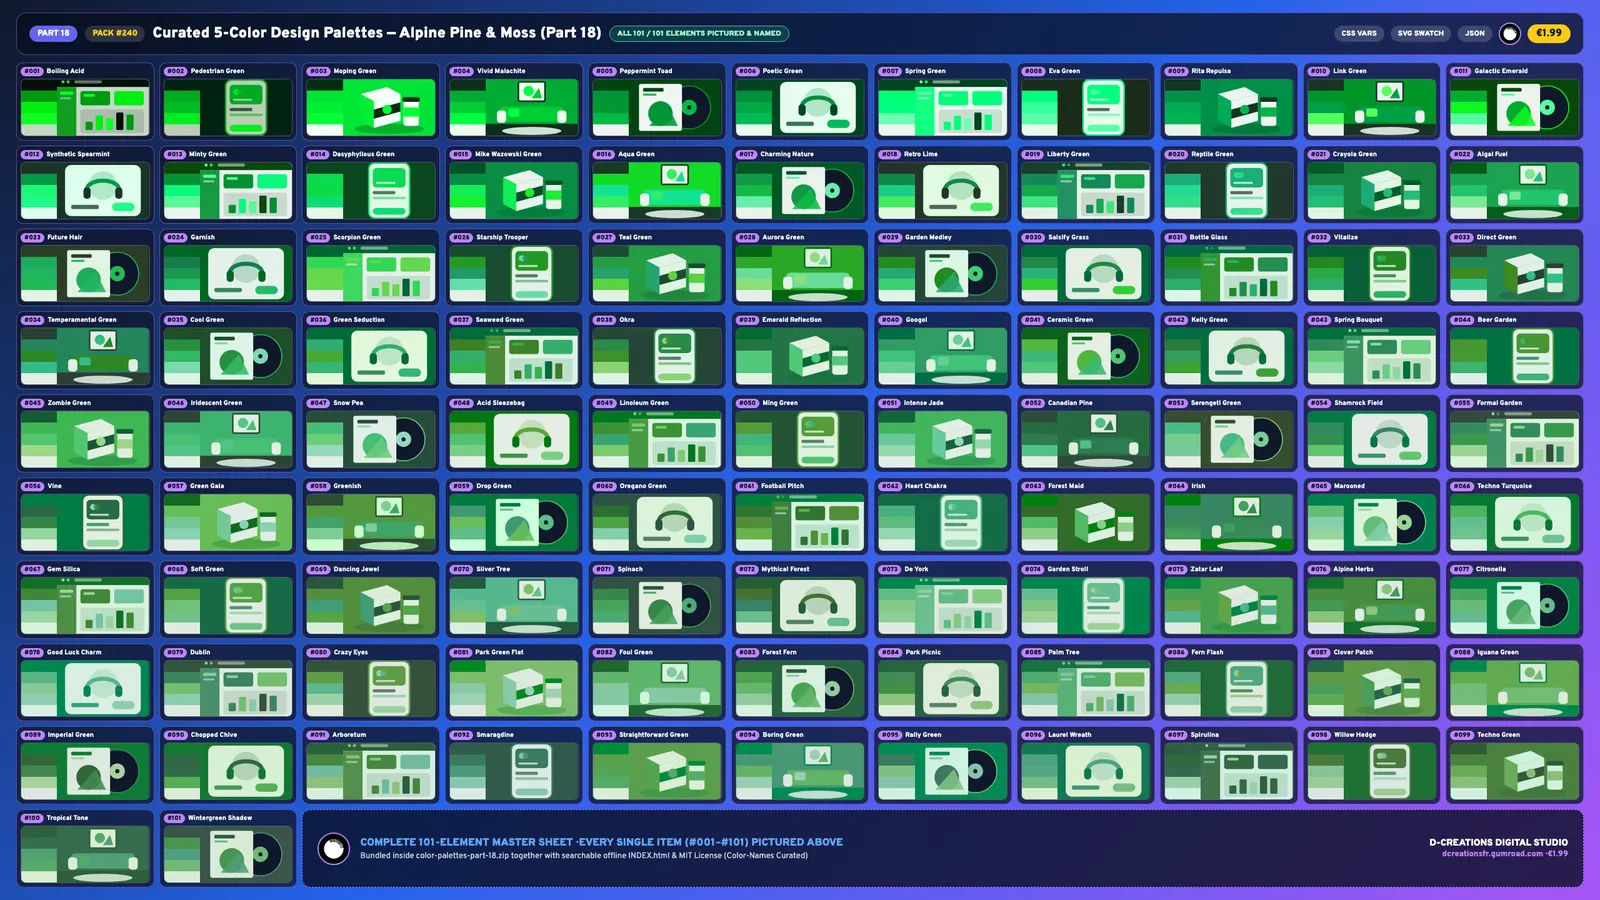 PART 18
PACK #240
Curated 5-Color Design Palettes – Alpine Pine & Moss (Part 18)
ALL 101 / 101 ELEMENTS PICTURED & NAMED
CSS VARS
SVG SWATCH
JSON
€1.99
#001 Boiling Acid
#002 Pedestrian Green
#003 Moping Green
#004 Vivid Malachite
#005 Peppermint Toad
#006 Poetic Green
#007 Spring Green
#008 Eva Green
#009 Rita Repulsa
#010 Link Green
#011 Galactic Emerald
#012 Synthetic Spearmint
#013 Minty Green
#014 Dasyphyllous Green
#015 Mike Wazowski Green
#016 Aqua Green
#017 Charming Nature
#018 Retro Lime
#019 Liberty Green
#020 Reptile Green
#021 Crayola Green
#022 Algal Fuel
#023 Future Hair
#024 Garnish
#025 Scorpion Green
#026 Starship Trooper
#027 Teal Green
#028 Aurora Green
#029 Garden Medley
#030 Salsify Grass
#031 Bottle Glass
#032 Vitalize
#033 Direct Green
#034 Temperamental Green
#035 Cool Green
#036 Green Seduction
#037 Seaweed Green
#038 Okra
#039 Emerald Reflection
#040 Googol
#041 Ceramic Green
#042 Kelly Green
#043 Spring Bouquet
#044 Beer Garden
#045 Zombie Green
#046 Iridescent Green
#047 Snow Pea
#048 Acid Sleazebag
#049 Linoleum Green
#050 Ming Green
#051 Intense Jade
#052 Canadian Pine
#053 Serengeti Green
#054 Shamrock Field
#055 Formal Garden
#056 Vine
#057 Green Gala
#058 Greenish
#059 Drop Green
#060 Oregano Green
#061 Football Pitch
#062 Heart Chakra
#063 Forest Maid
#064 Irish
#065 Marooned
#066 Techno Turquoise
#067 Gem Silica
#068 Soft Green
#069 Dancing Jewel
#070 Silver Tree
#071 Spinach
#072 Mythical Forest
#073 De York
#074 Garden Stroll
#075 Zatar Leaf
#076 Alpine Herbs
#077 Citronella
#078 Good Luck Charm
#079 Dublin
#080 Crazy Eyes
#081 Park Green Flat
#082 Foul Green
#083 Forest Fern
#084 Park Picnic
#085 Palm Tree
#086 Fern Flash
#087 Clover Patch
#088 Iguana Green
#089 Imperial Green
#090 Chopped Chive
#091 Arboretum
#092 Smaragdine
#093 Straightforward Green
#094 Boring Green
#095 Rally Green
#096 Laurel Wreath
#097 Spirulina
#098 Willow Hedge
#099 Techno Green
#100 Tropical Tone
#101 Wintergreen Shadow
COMPLETE 101-ELEMENT MASTER SHEET · EVERY SINGLE ITEM (#001–#101) PICTURED ABOVE
Bundled inside color-palettes-part-18.zip together with searchable offline INDEX.html & MIT License (Color-Names Curated)
D-CREATIONS DIGITAL STUDIO
dcreationsfr.gumroad.com · €1.99